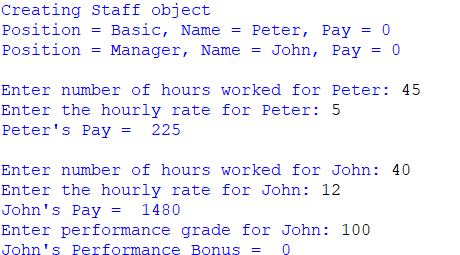 Creating Staff object
Position = Basic, Name = Peter, Pay = 0
Position = Manager, Name = John, Pay = 0
Enter number of hours worked for Peter: 45
Enter the hourly rate for Peter: 5
Peter's Pay =  225
Enter number of hours worked for John: 40
Enter the hourly rate for John: 12
John's Pay =  1480
Enter performance grade for John: 100
John's Performance Bonus =  0